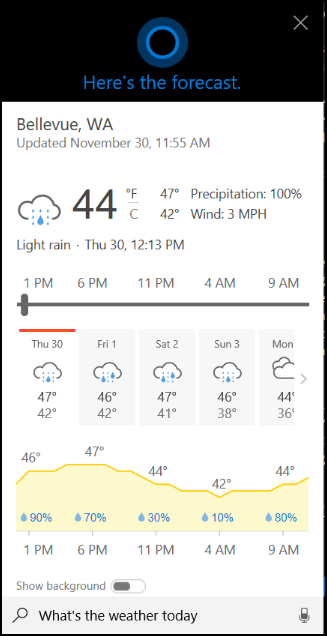 Here's the forecast.
Bellevue, WA
Updated November 30, 11:55 AM
44 °F C 47° 42° Precipitation: 100% Wind: 3 MPH
Light rain · Thu 30, 12:13 PM
1 PM 6 PM 11 PM 4 AM 9 AM
Thu 30 Fri 1 Sat 2 Sun 3 Mon
47° 46° 47° 46° 44°
42° 42° 41° 38° 36°
46° 47° 44° 42° 44°
90% 70% 30% 10% 80%
1 PM 6 PM 11 PM 4 AM 9 AM
Show background
What's the weather today